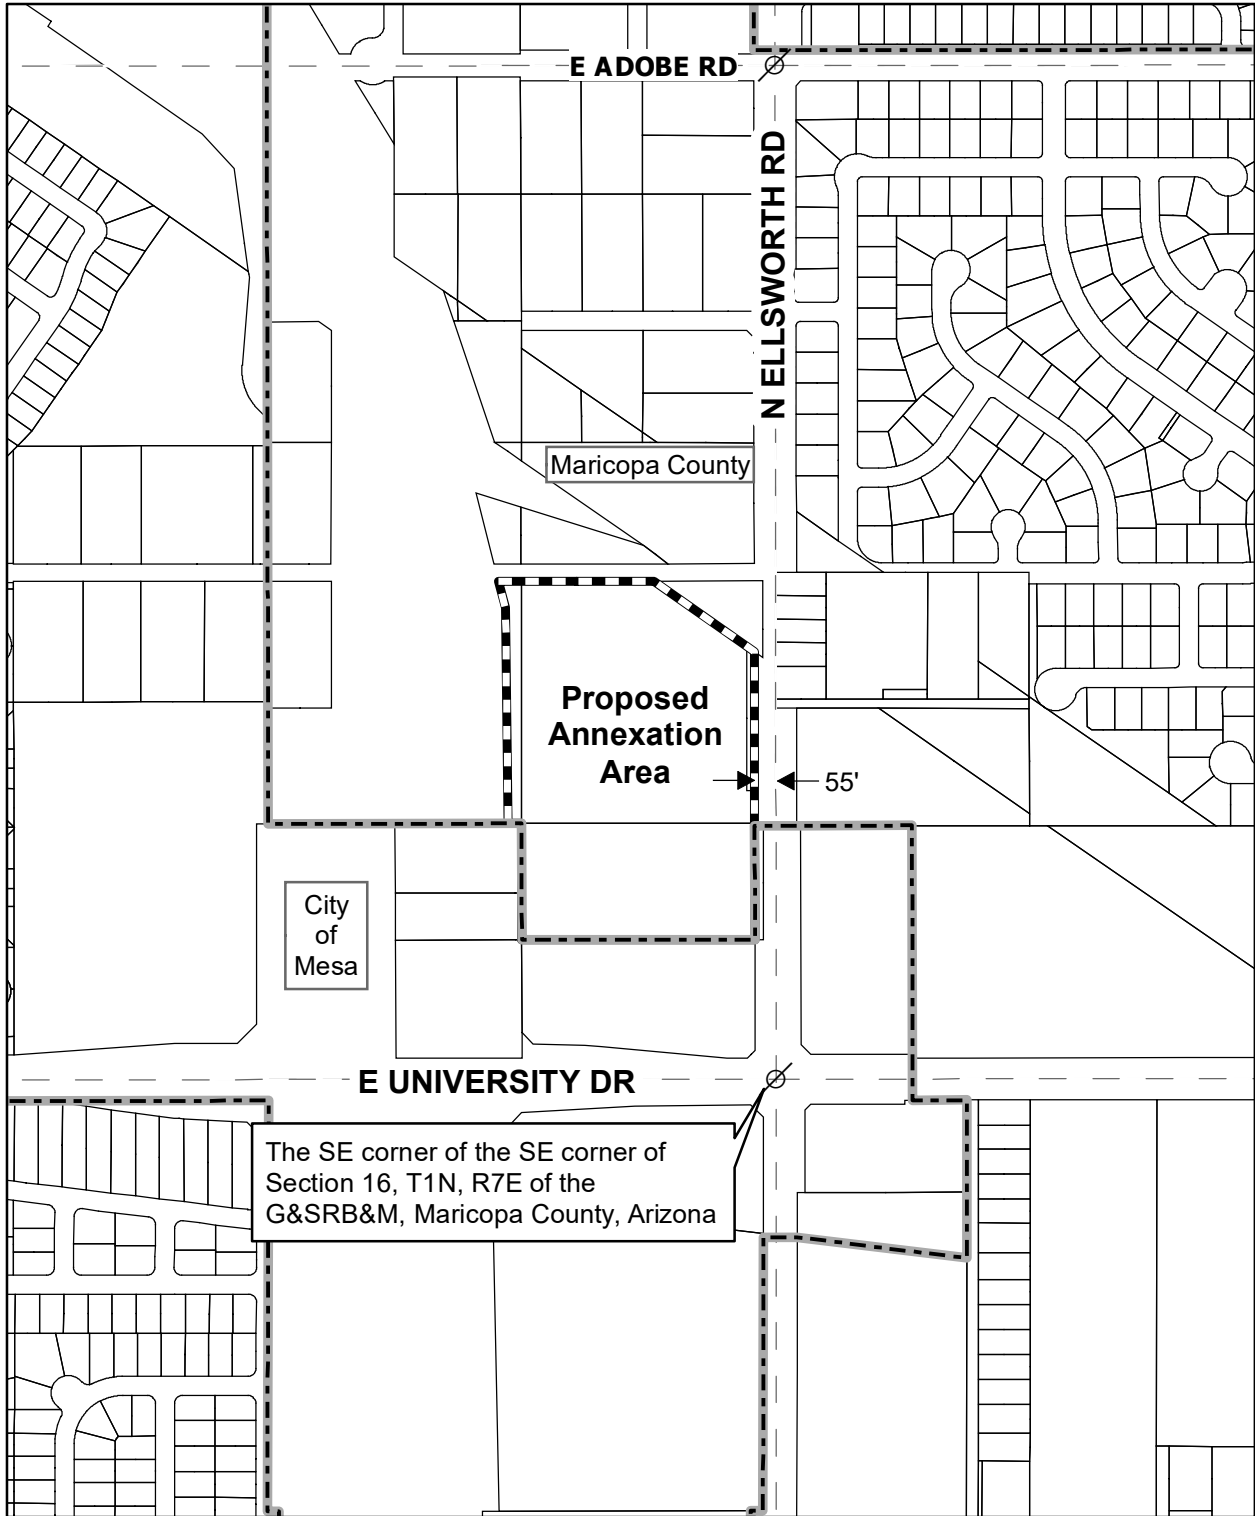 E ADOBE RD
N ELLSWORTH RD
Maricopa County
Proposed
Annexation
Area
55'
City
of
Mesa
E UNIVERSITY DR
The SE corner of the SE corner of
Section 16, T1N, R7E of the
G&SRB&M, Maricopa County, Arizona